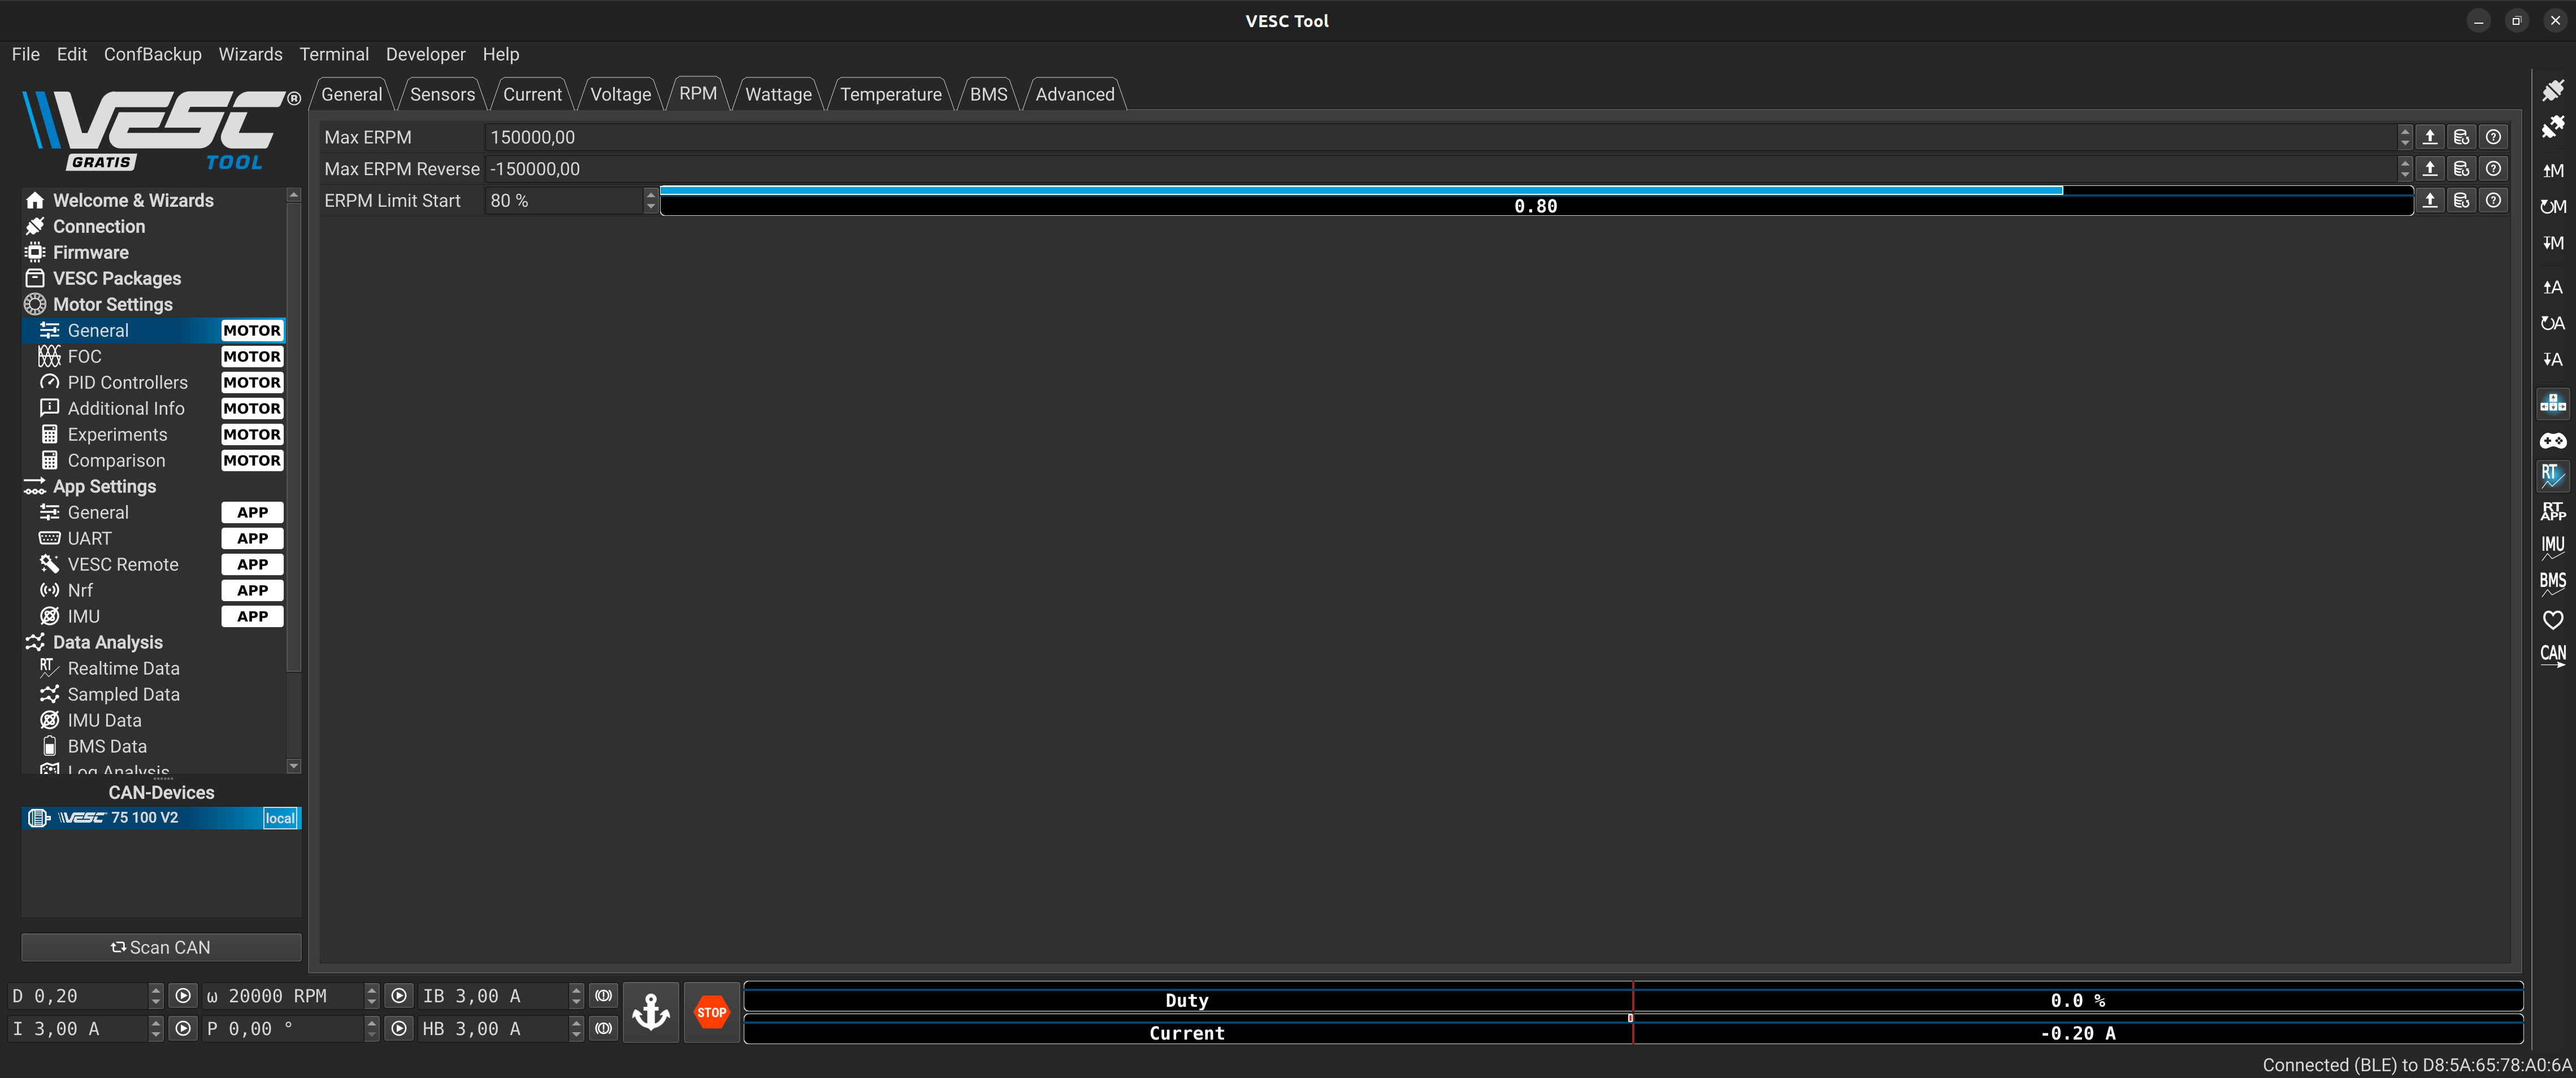 VESC Tool
File Edit ConfBackup Wizards Terminal Developer Help
VESC®
GRATIS TOOL
General Sensors Current Voltage RPM Wattage Temperature BMS Advanced
Max ERPM 150000,00
Max ERPM Reverse -150000,00
ERPM Limit Start 80 % 0.80
Welcome & Wizards
Connection
Firmware
VESC Packages
Motor Settings
General MOTOR
FOC MOTOR
PID Controllers MOTOR
Additional Info MOTOR
Experiments MOTOR
Comparison MOTOR
App Settings
General APP
UART APP
VESC Remote APP
Nrf APP
IMU APP
Data Analysis
RT Realtime Data
Sampled Data
IMU Data
BMS Data
Log Analysis
CAN-Devices
VESC 75 100 V2 local
Scan CAN
D 0,20 ω 20000 RPM IB 3,00 A
I 3,00 A P 0,00 ° HB 3,00 A
STOP
Duty 0.0 %
Current -0.20 A
M
M
M
A
A
A
RT
RT APP
IMU
BMS
CAN
Connected (BLE) to D8:5A:65:78:A0:6A